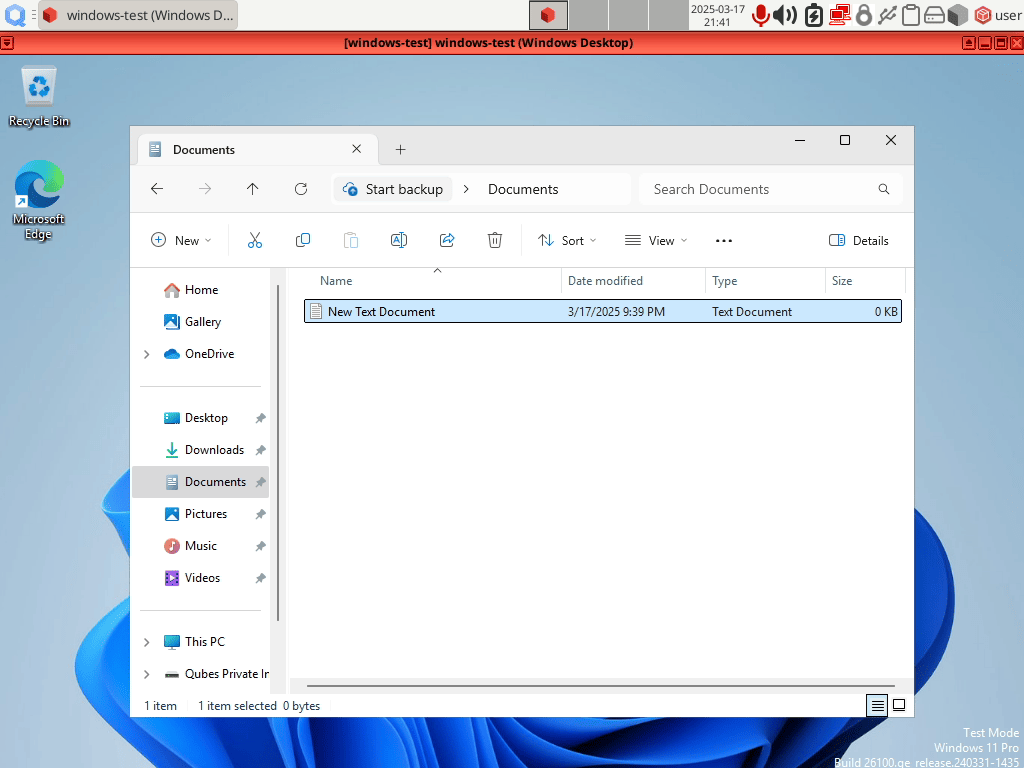 windows-test (Windows D...
2025-03-17
21:41
user
[windows-test] windows-test (Windows Desktop)
Recycle Bin
Microsoft
Edge
Documents
Start backup
Documents
Search Documents
New
Sort
View
Details
Name
Date modified
Type
Size
New Text Document
3/17/2025 9:39 PM
Text Document
0 KB
Home
Gallery
OneDrive
Desktop
Downloads
Documents
Pictures
Music
Videos
This PC
Qubes Private In
1 item
1 item selected
0 bytes
Test Mode
Windows 11 Pro
Build 26100.ge_release.240331-1435